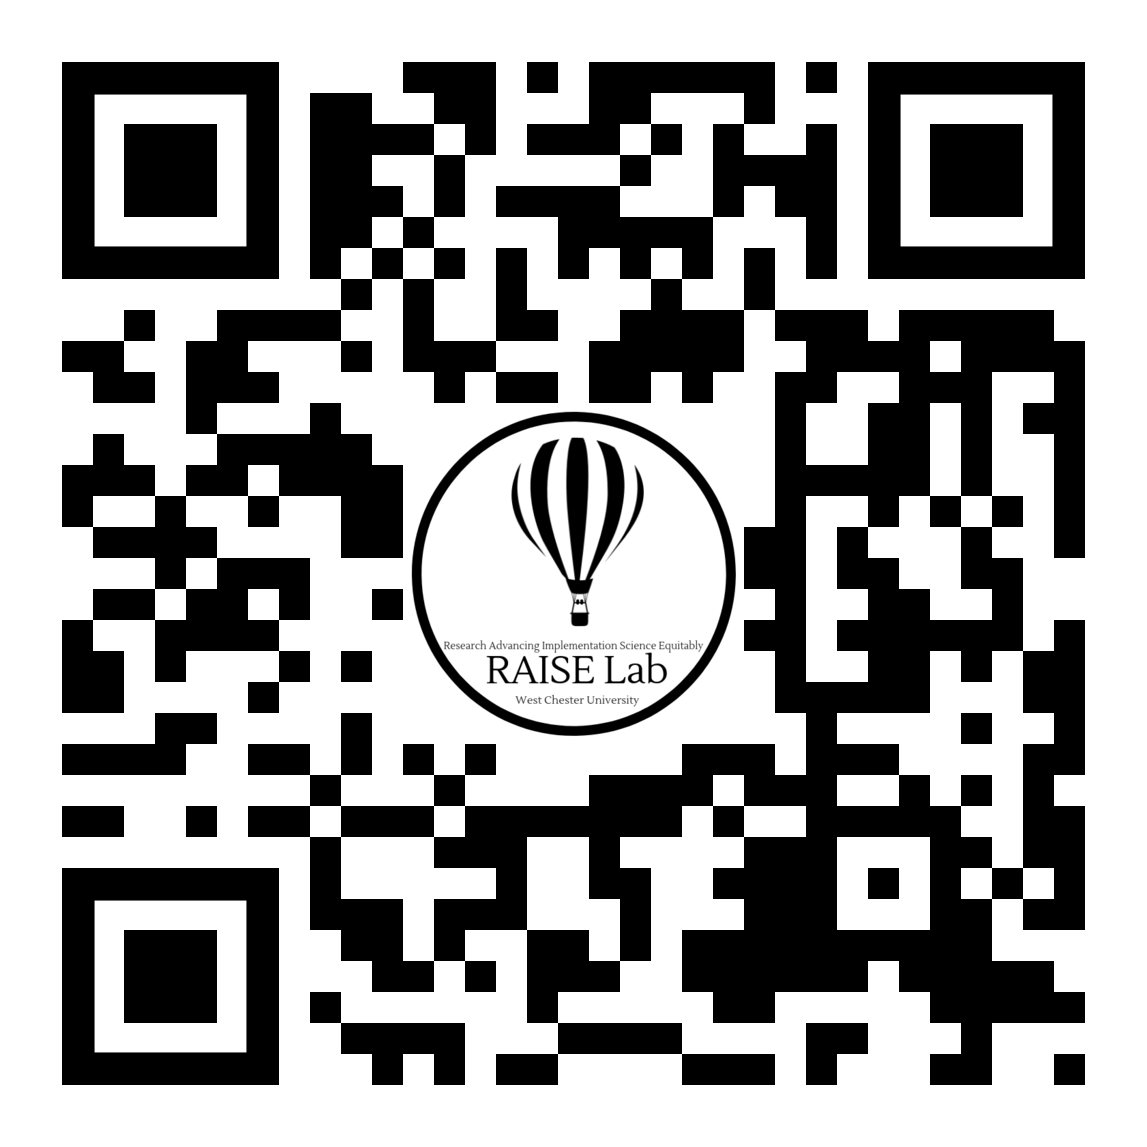 Research Advancing Implementation Science Equitably
RAISE Lab
West Chester University